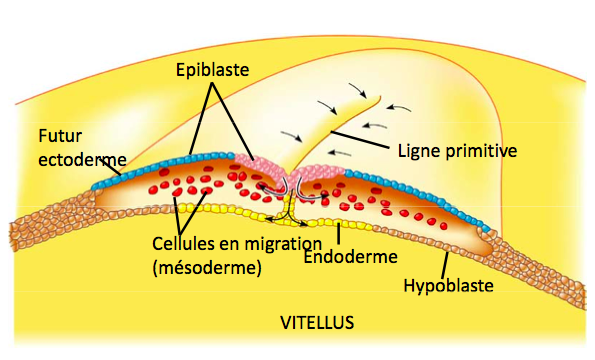 Epiblaste
Futur
ectoderme
Ligne primitive
Cellules en migration
(mésoderme)
Endoderme
Hypoblaste
VITELLUS